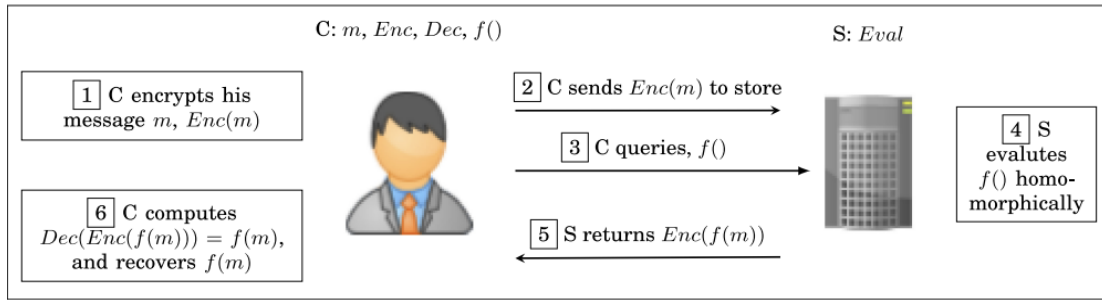 C: m, Enc, Dec, f()
S: Eval
1 C encrypts his
message m, Enc(m)
2 C sends Enc(m) to store
3 C queries, f()
4 S
evalutes
f() homo-
morphically
5 S returns Enc(f(m))
6 C computes
Dec(Enc(f(m))) = f(m),
and recovers f(m)